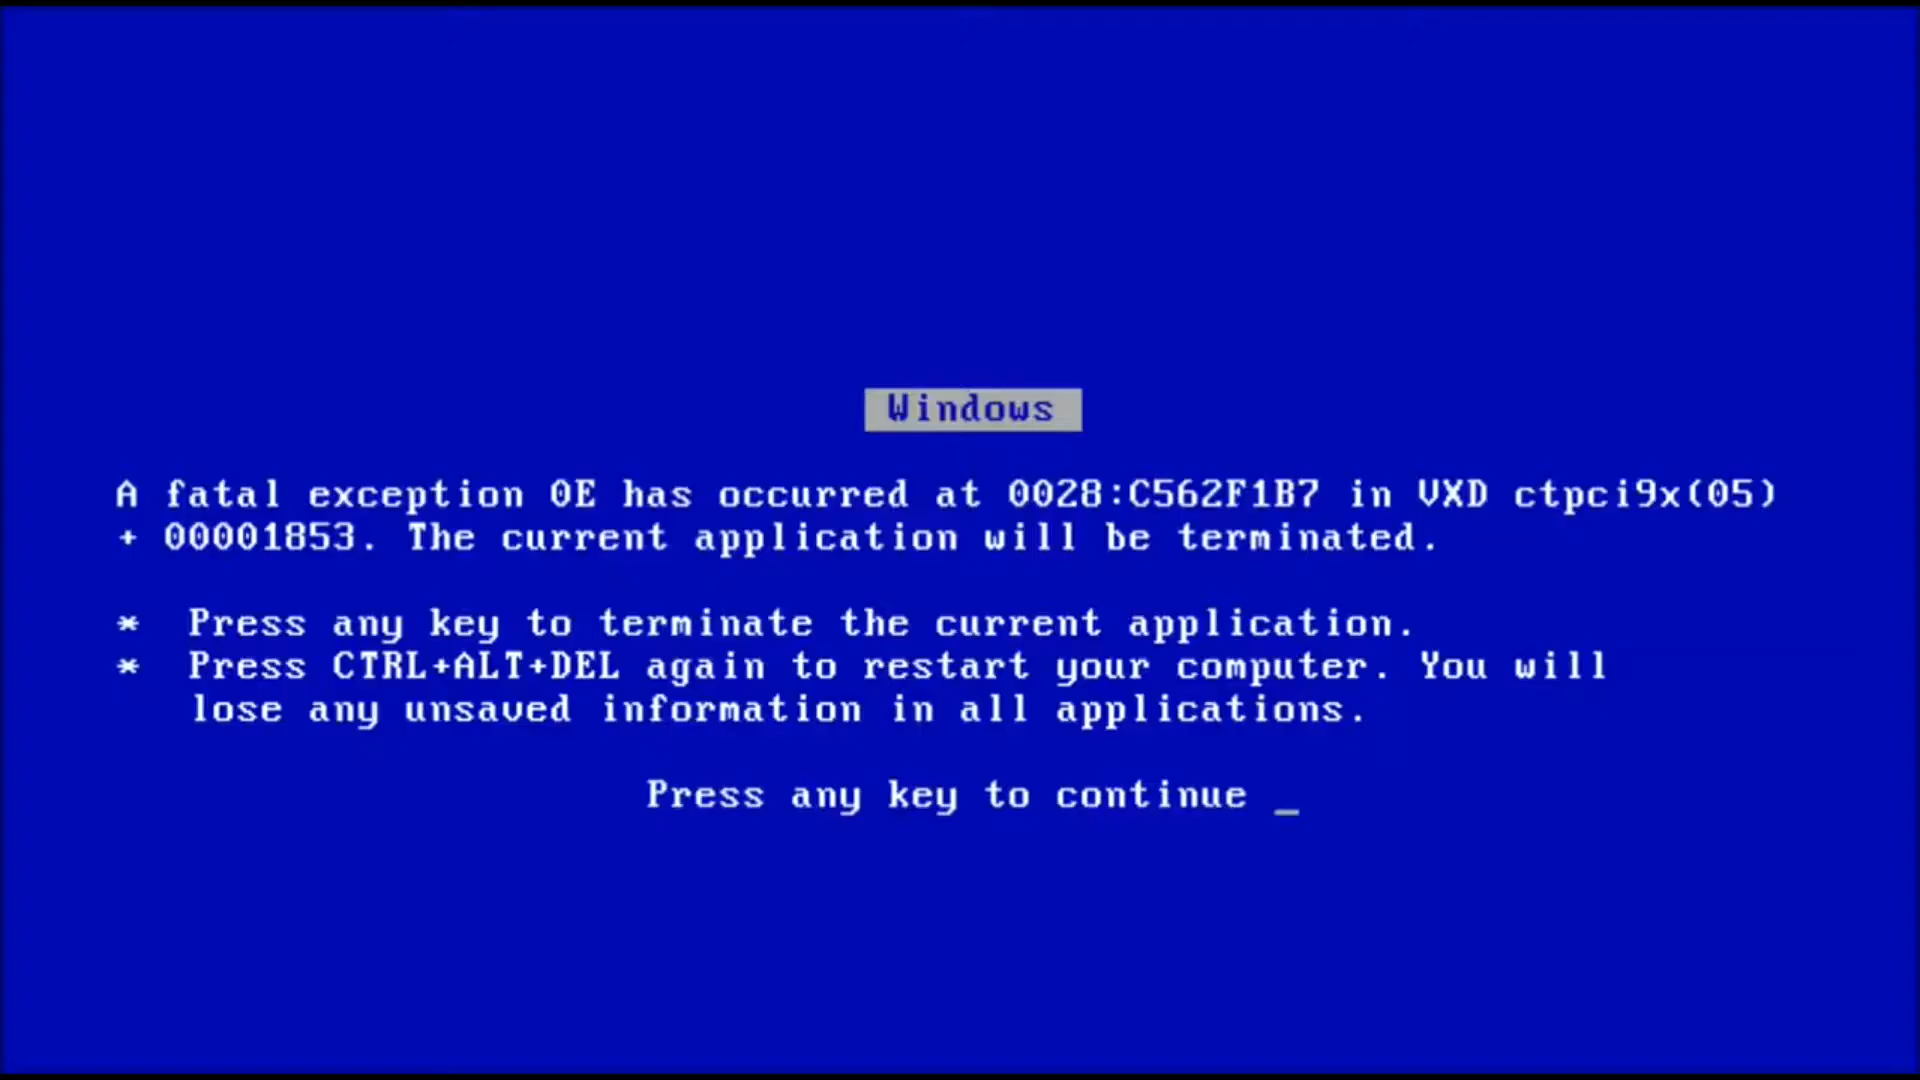 Windows
A fatal exception 0E has occurred at 0028:C562F1B7 in VXD ctpci9x(05)
+ 00001853. The current application will be terminated.
* Press any key to terminate the current application.
* Press CTRL+ALT+DEL again to restart your computer. You will
lose any unsaved information in all applications.
Press any key to continue _